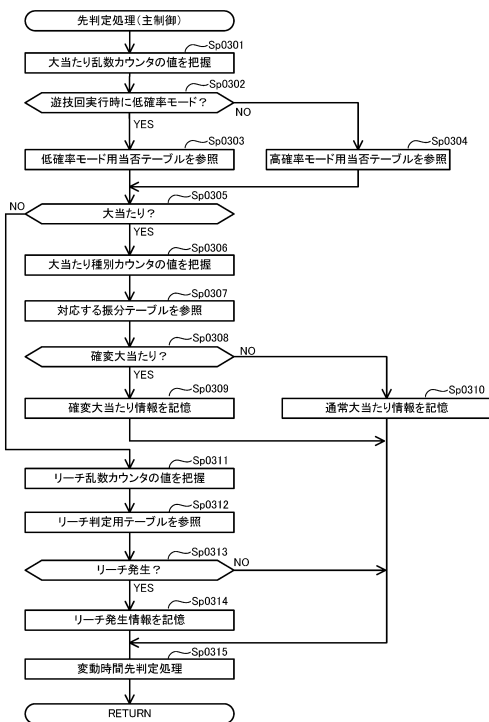 先判定処理(主制御)
Sp0301
大当たり乱数カウンタの値を把握
Sp0302
遊技回実行時に低確率モード？
NO
YES
Sp0303
低確率モード用当否テーブルを参照
Sp0304
高確率モード用当否テーブルを参照
Sp0305
NO
大当たり？
YES
Sp0306
大当たり種別カウンタの値を把握
Sp0307
対応する振分テーブルを参照
Sp0308
確変大当たり？
NO
YES
Sp0309
確変大当たり情報を記憶
Sp0310
通常大当たり情報を記憶
Sp0311
リーチ乱数カウンタの値を把握
Sp0312
リーチ判定用テーブルを参照
Sp0313
リーチ発生？
NO
YES
Sp0314
リーチ発生情報を記憶
Sp0315
変動時間先判定処理
RETURN